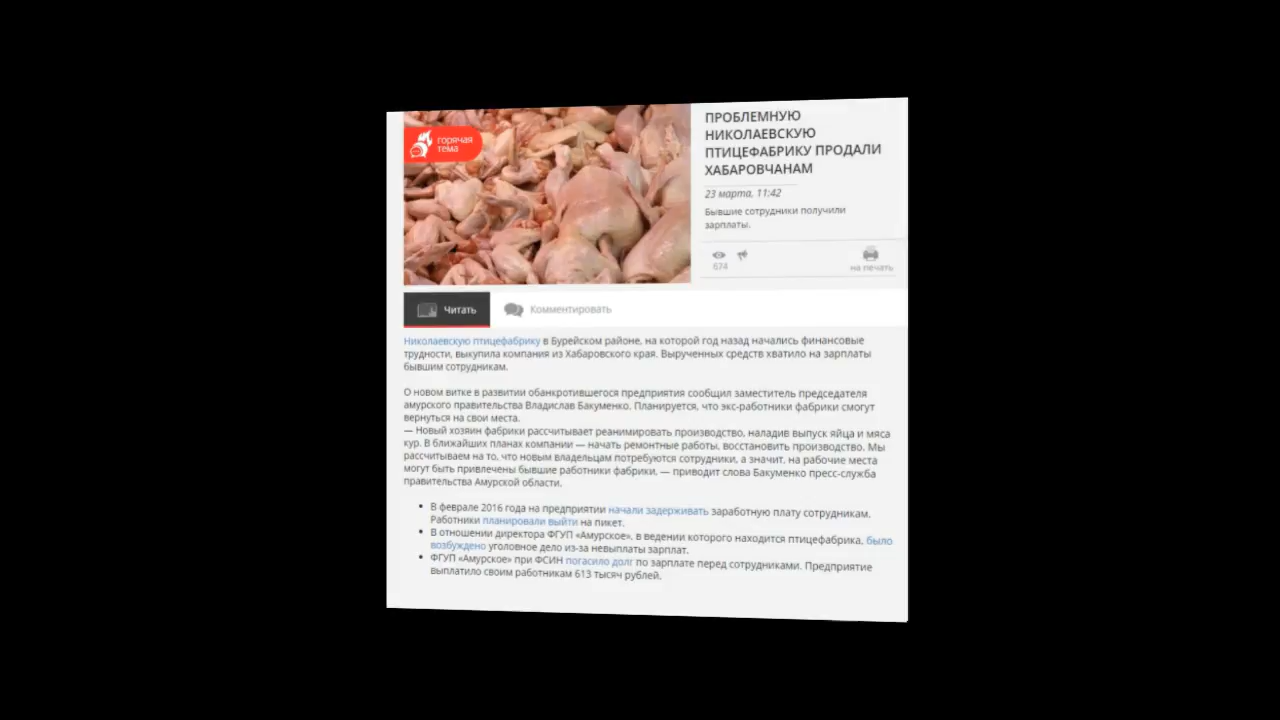 горячая
тема
ПРОБЛЕМНУЮ
НИКОЛАЕВСКУЮ
ПТИЦЕФАБРИКУ ПРОДАЛИ
ХАБАРОВЧАНАМ
23 марта, 11:42
Бывшие сотрудники получили
зарплаты.
674
на печать
Читать
Комментировать
Николаевскую птицефабрику в Бурейском районе, на которой год назад начались финансовые
трудности, выкупила компания из Хабаровского края. Вырученных средств хватило на зарплаты
бывшим сотрудникам.
О новом витке в развитии обанкротившегося предприятия сообщил заместитель председателя
амурского правительства Владислав Бакуменко. Планируется, что экс-работники фабрики смогут
вернуться на свои места.
— Новый хозяин фабрики рассчитывает реанимировать производство, наладив выпуск яйца и мяса
кур. В ближайших планах компании — начать ремонтные работы, восстановить производство. Мы
рассчитываем на то, что новым владельцам потребуются сотрудники, а значит, на рабочие места
могут быть привлечены бывшие работники фабрики, — приводит слова Бакуменко пресс-служба
правительства Амурской области.
• В феврале 2016 года на предприятии начали задерживать заработную плату сотрудникам.
Работники планировали выйти на пикет.
• В отношении директора ФГУП «Амурское», в ведении которого находится птицефабрика, было
возбуждено уголовное дело из-за невыплаты зарплат.
• ФГУП «Амурское» при ФСИН погасило долг по зарплате перед сотрудниками. Предприятие
выплатило своим работникам 613 тысяч рублей.